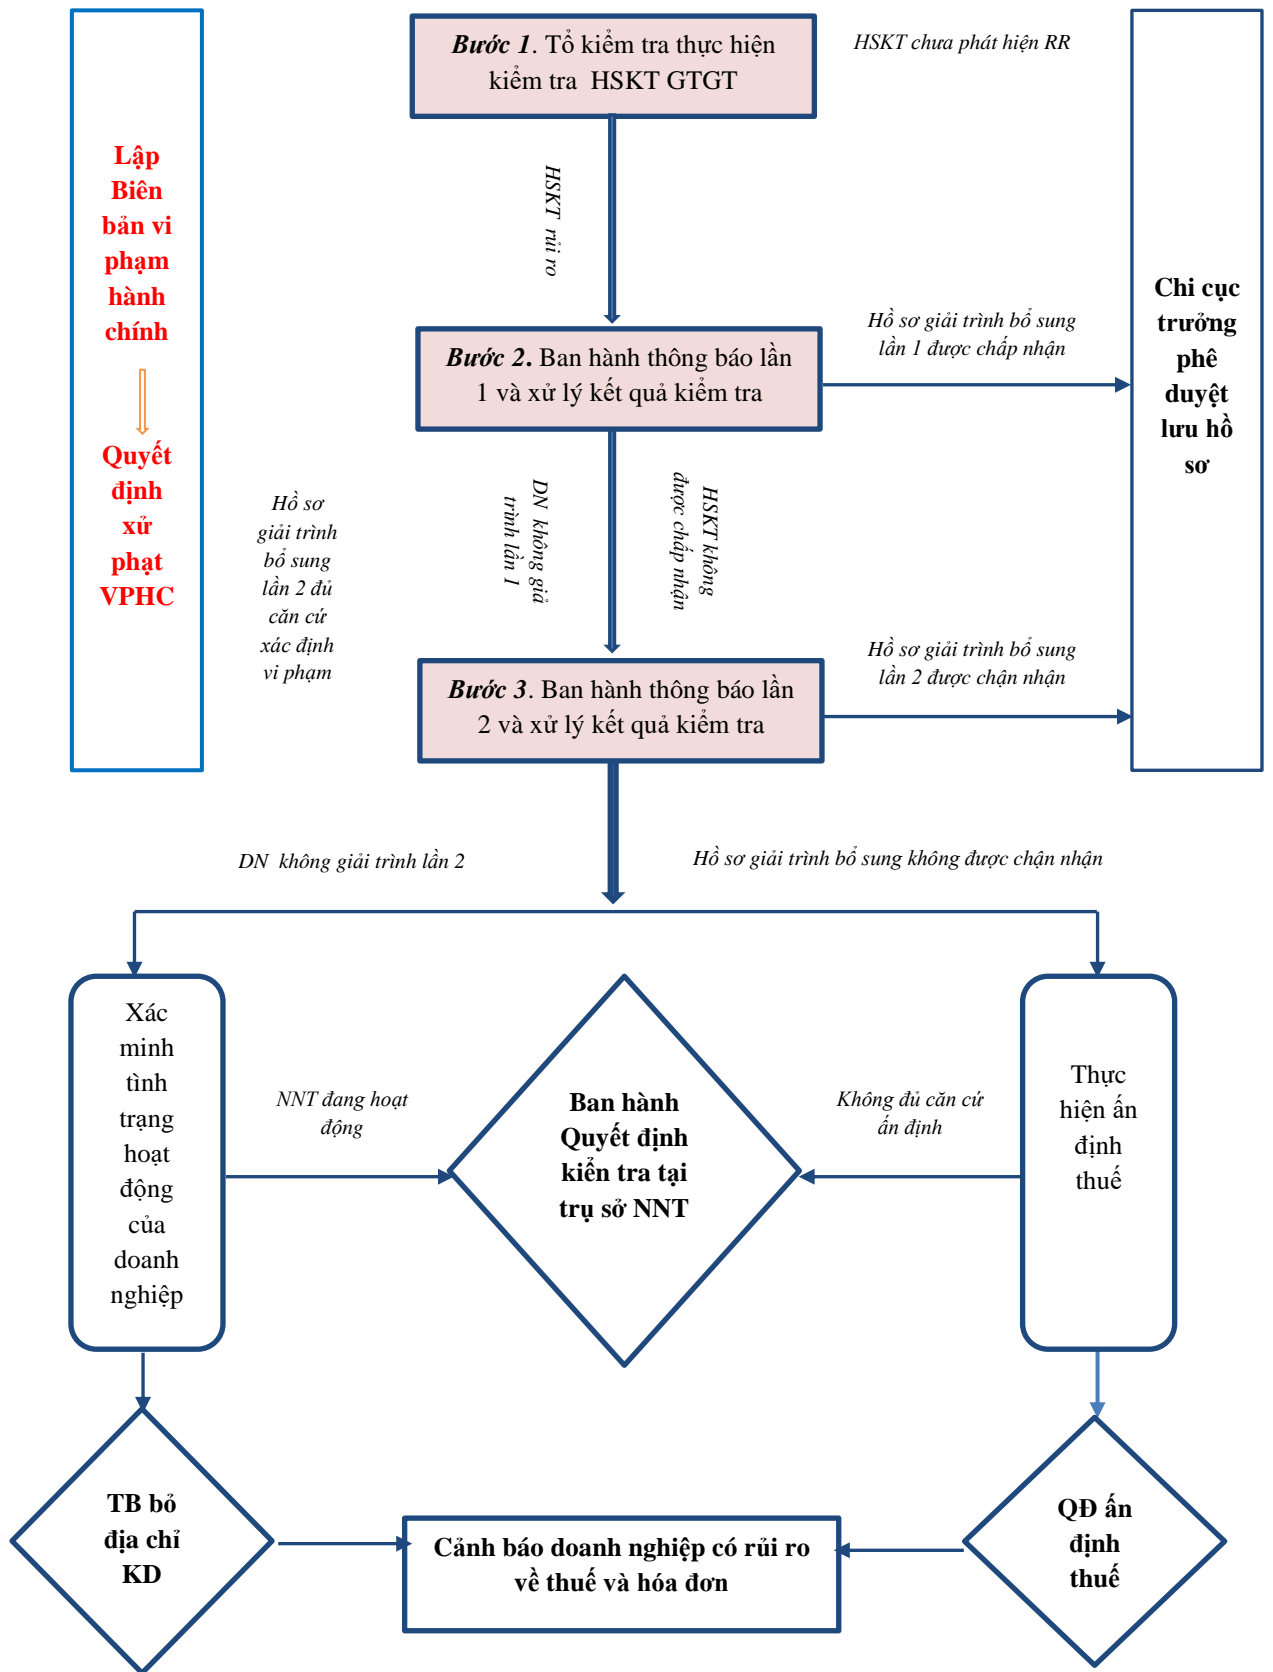 Bước 1. Tổ kiểm tra thực hiện
kiểm tra HSKT GTGT
HSKT chưa phát hiện RR
Lập
Biên
bản vi
phạm
hành
chính
Quyết
định
xử
phạt
VPHC
HSKT rủi ro
Chi cục
trưởng
phê
duyệt
lưu hồ
sơ
Bước 2. Ban hành thông báo lần
1 và xử lý kết quả kiểm tra
Hồ sơ giải trình bổ sung
lần 1 được chấp nhận
Hồ sơ
giải trình
bổ sung
lần 2 đủ
căn cứ
xác định
vi phạm
DN không giả
trình lần 1
HSKT không
được chấp nhận
Bước 3. Ban hành thông báo lần
2 và xử lý kết quả kiểm tra
Hồ sơ giải trình bổ sung
lần 2 được chận nhận
DN không giải trình lần 2
Hồ sơ giải trình bổ sung không được chận nhận
Xác
minh
tình
trạng
hoạt
động
của
doanh
nghiệp
NNT đang hoạt
động
Ban hành
Quyết định
kiển tra tại
trụ sở NNT
Không đủ căn cứ
ấn định
Thực
hiện ấn
định
thuế
TB bỏ
địa chỉ
KD
Cảnh báo doanh nghiệp có rủi ro
về thuế và hóa đơn
QĐ ấn
định
thuế